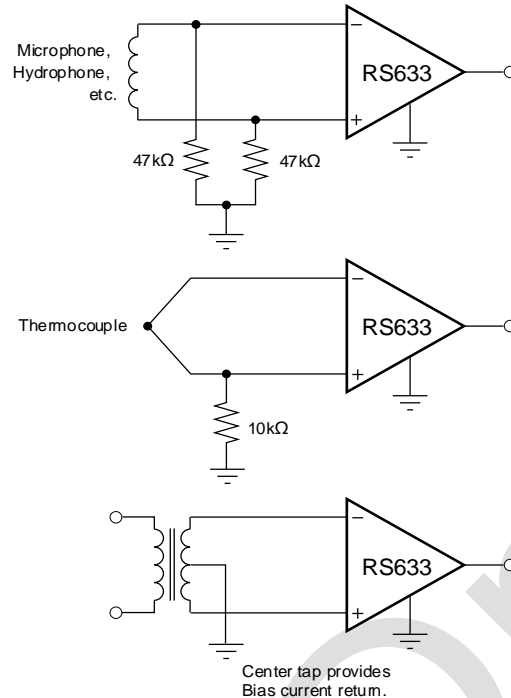 Microphone,
Hydrophone,
etc.
−
RS633
+
47kΩ
47kΩ
−
Thermocouple
RS633
+
10kΩ
−
RS633
+
Center tap provides
Bias current return.